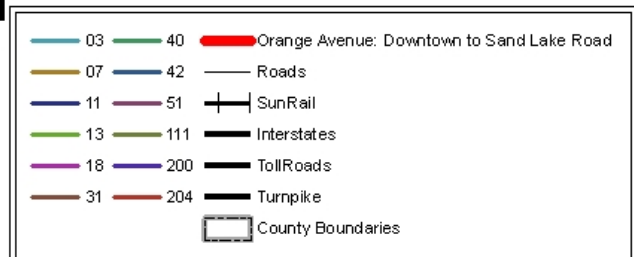 03 40 Orange Avenue: Downtown to Sand Lake Road
07 42 Roads
11 51 SunRail
13 111 Interstates
18 200 TollRoads
31 204 Turnpike
County Boundaries